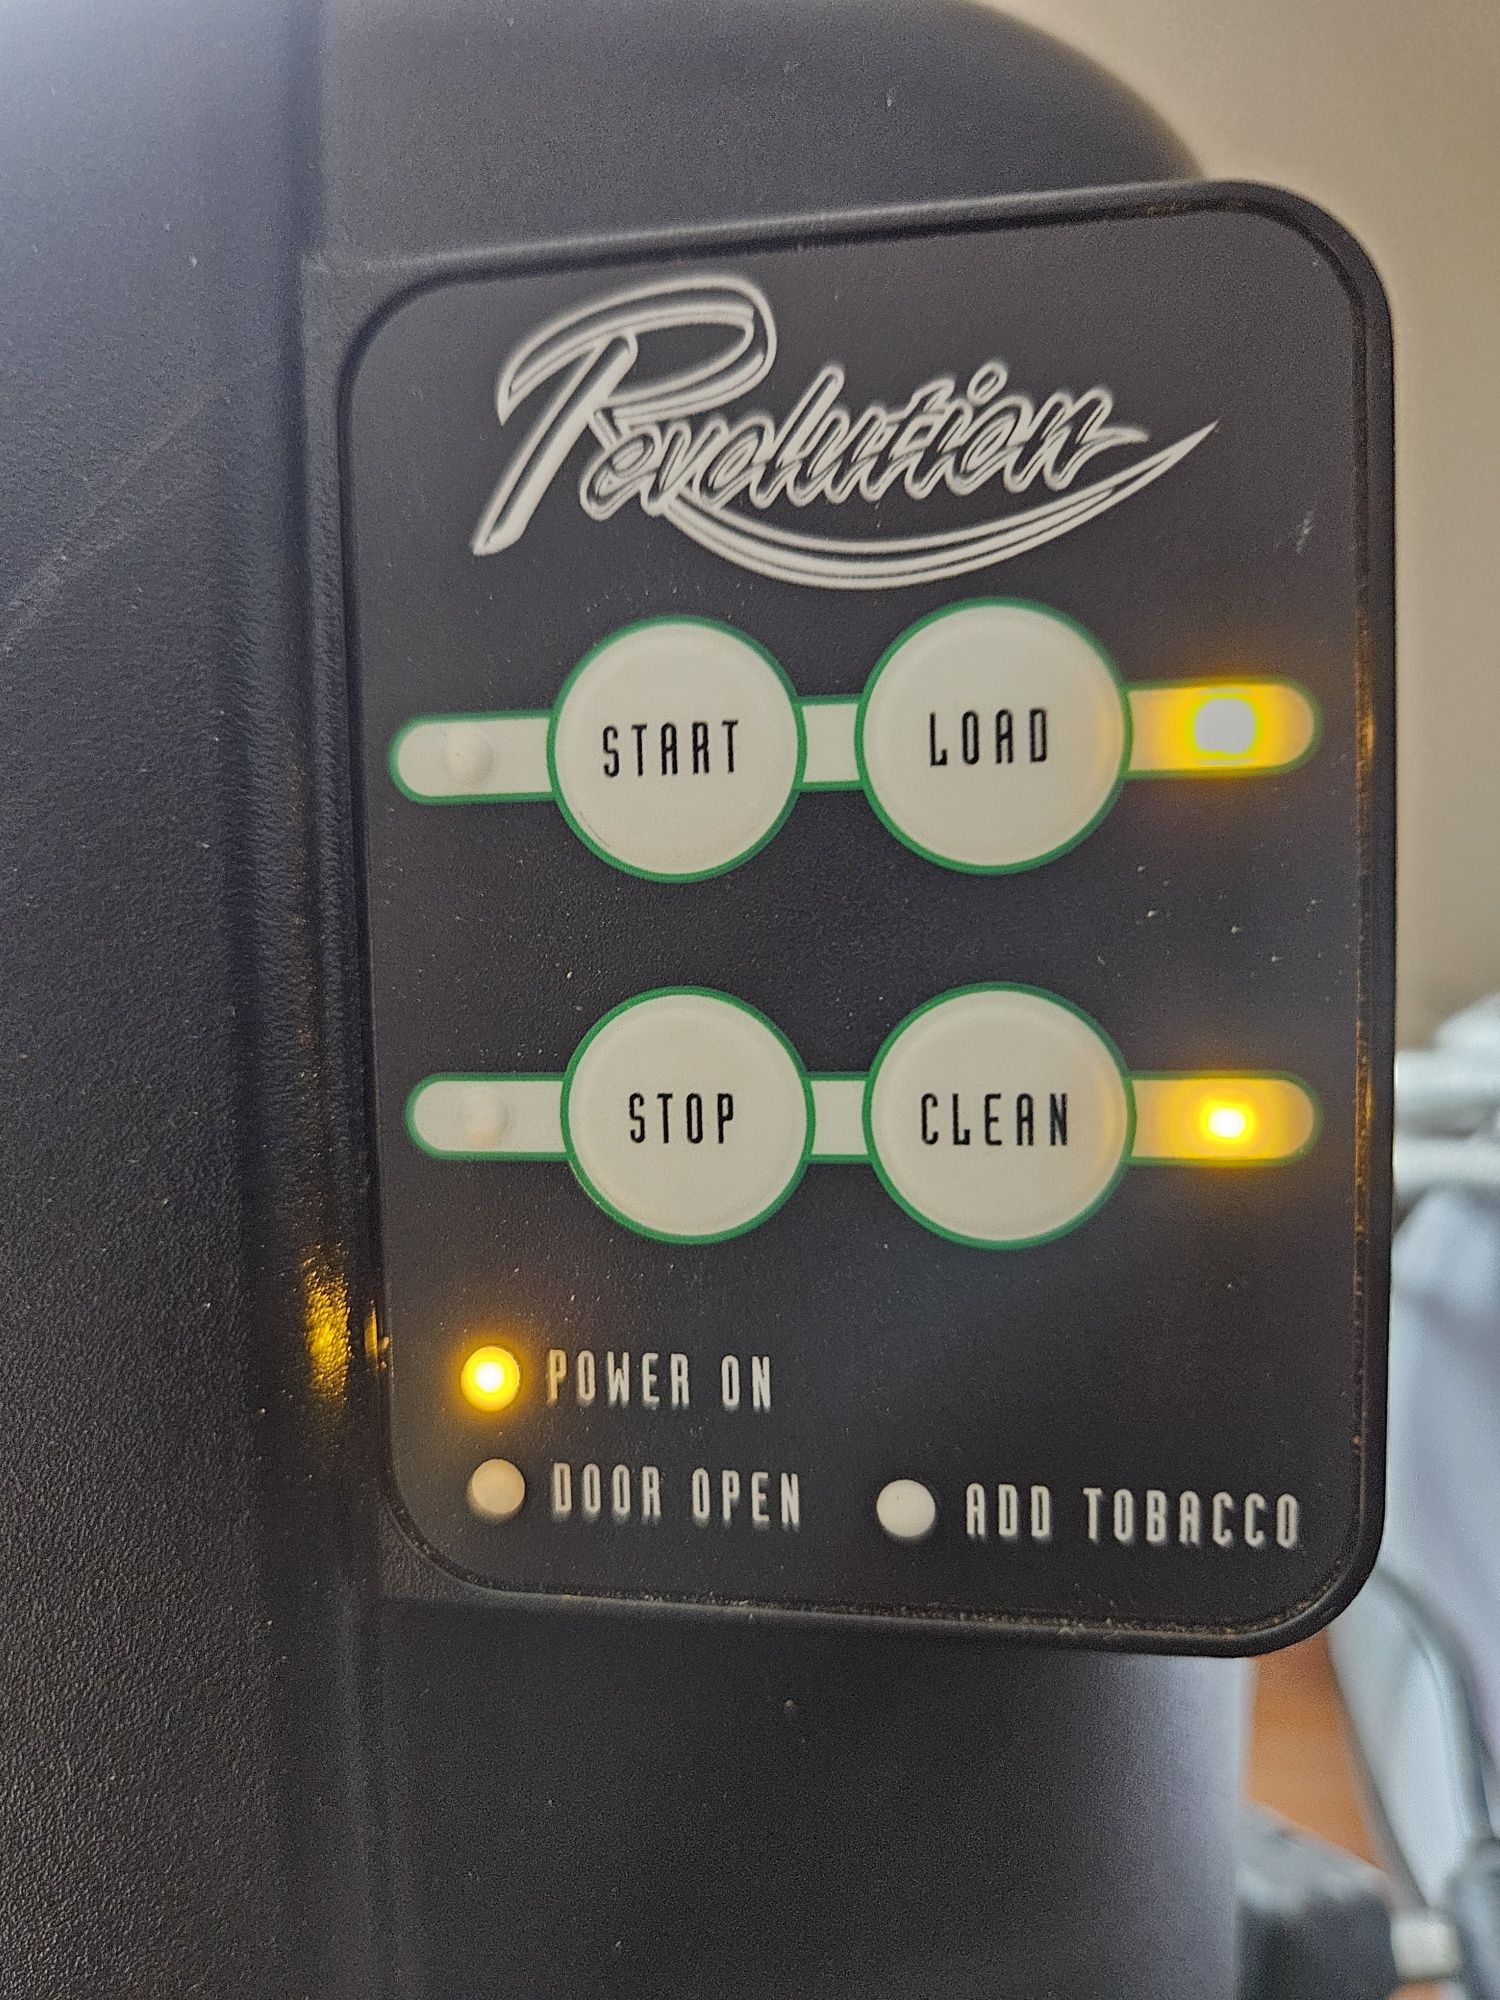 Revolution
START LOAD
STOP CLEAN
POWER ON
DOOR OPEN ADD TOBACCO